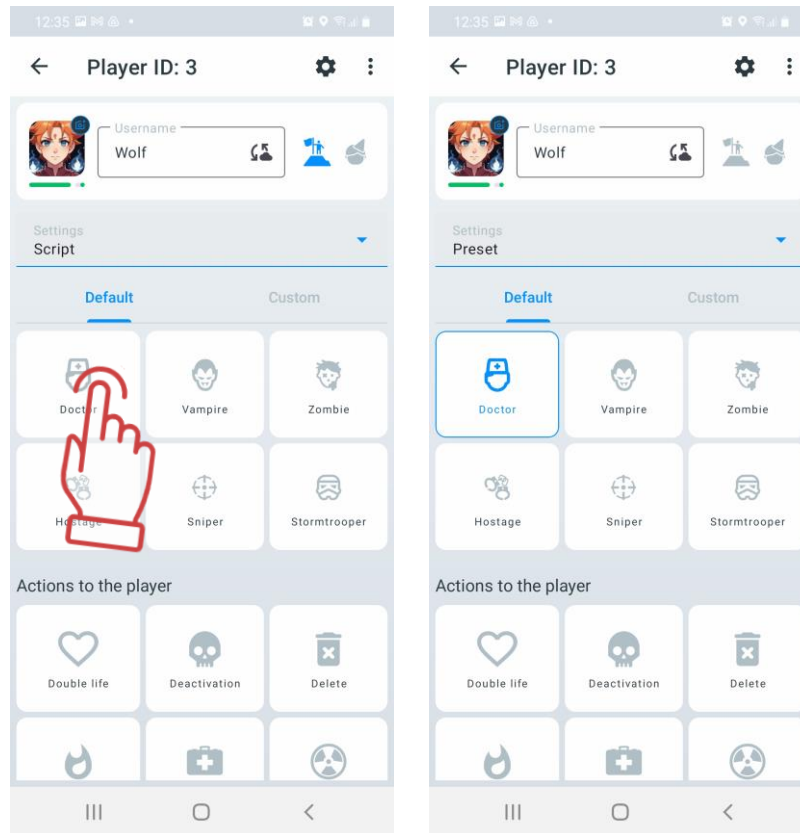 12:35
Player ID: 3
Username
Wolf
Settings
Script
Default Custom
Doctor Vampire Zombie
Hostage Sniper Stormtrooper
Actions to the player
Double life Deactivation Delete
12:35
Player ID: 3
Username
Wolf
Settings
Preset
Default Custom
Doctor Vampire Zombie
Hostage Sniper Stormtrooper
Actions to the player
Double life Deactivation Delete